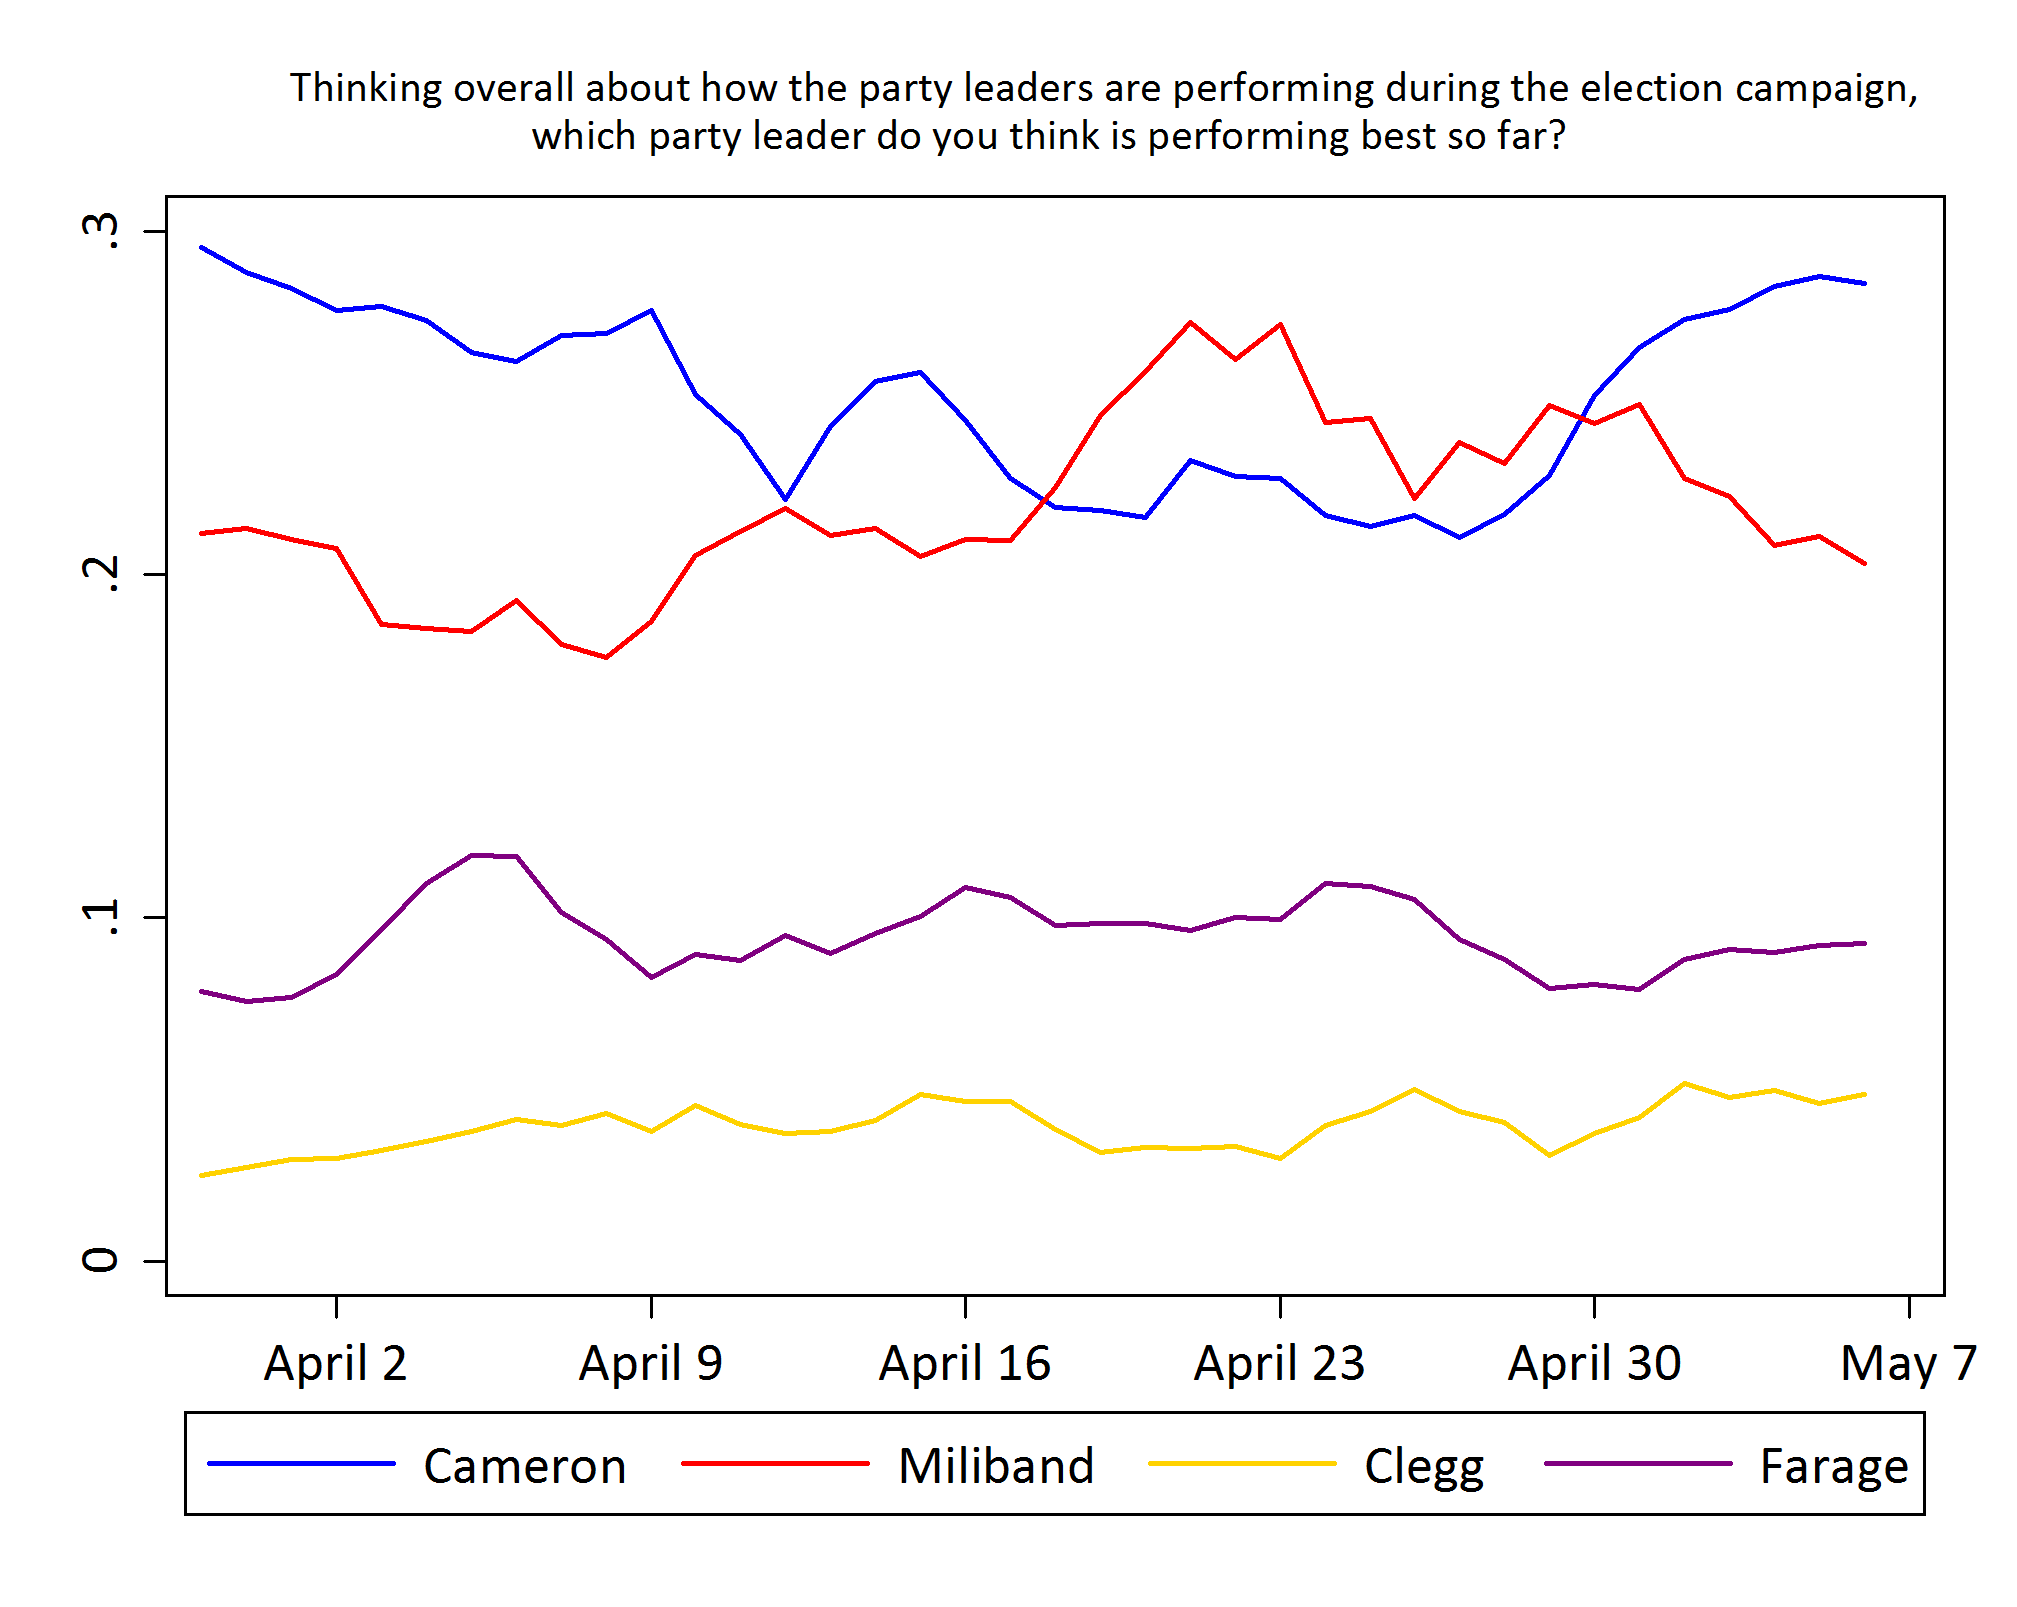 Thinking overall about how the party leaders are performing during the election campaign,
which party leader do you think is performing best so far?
.3
.2
.1
0
April 2 April 9 April 16 April 23 April 30 May 7
Cameron Miliband Clegg Farage